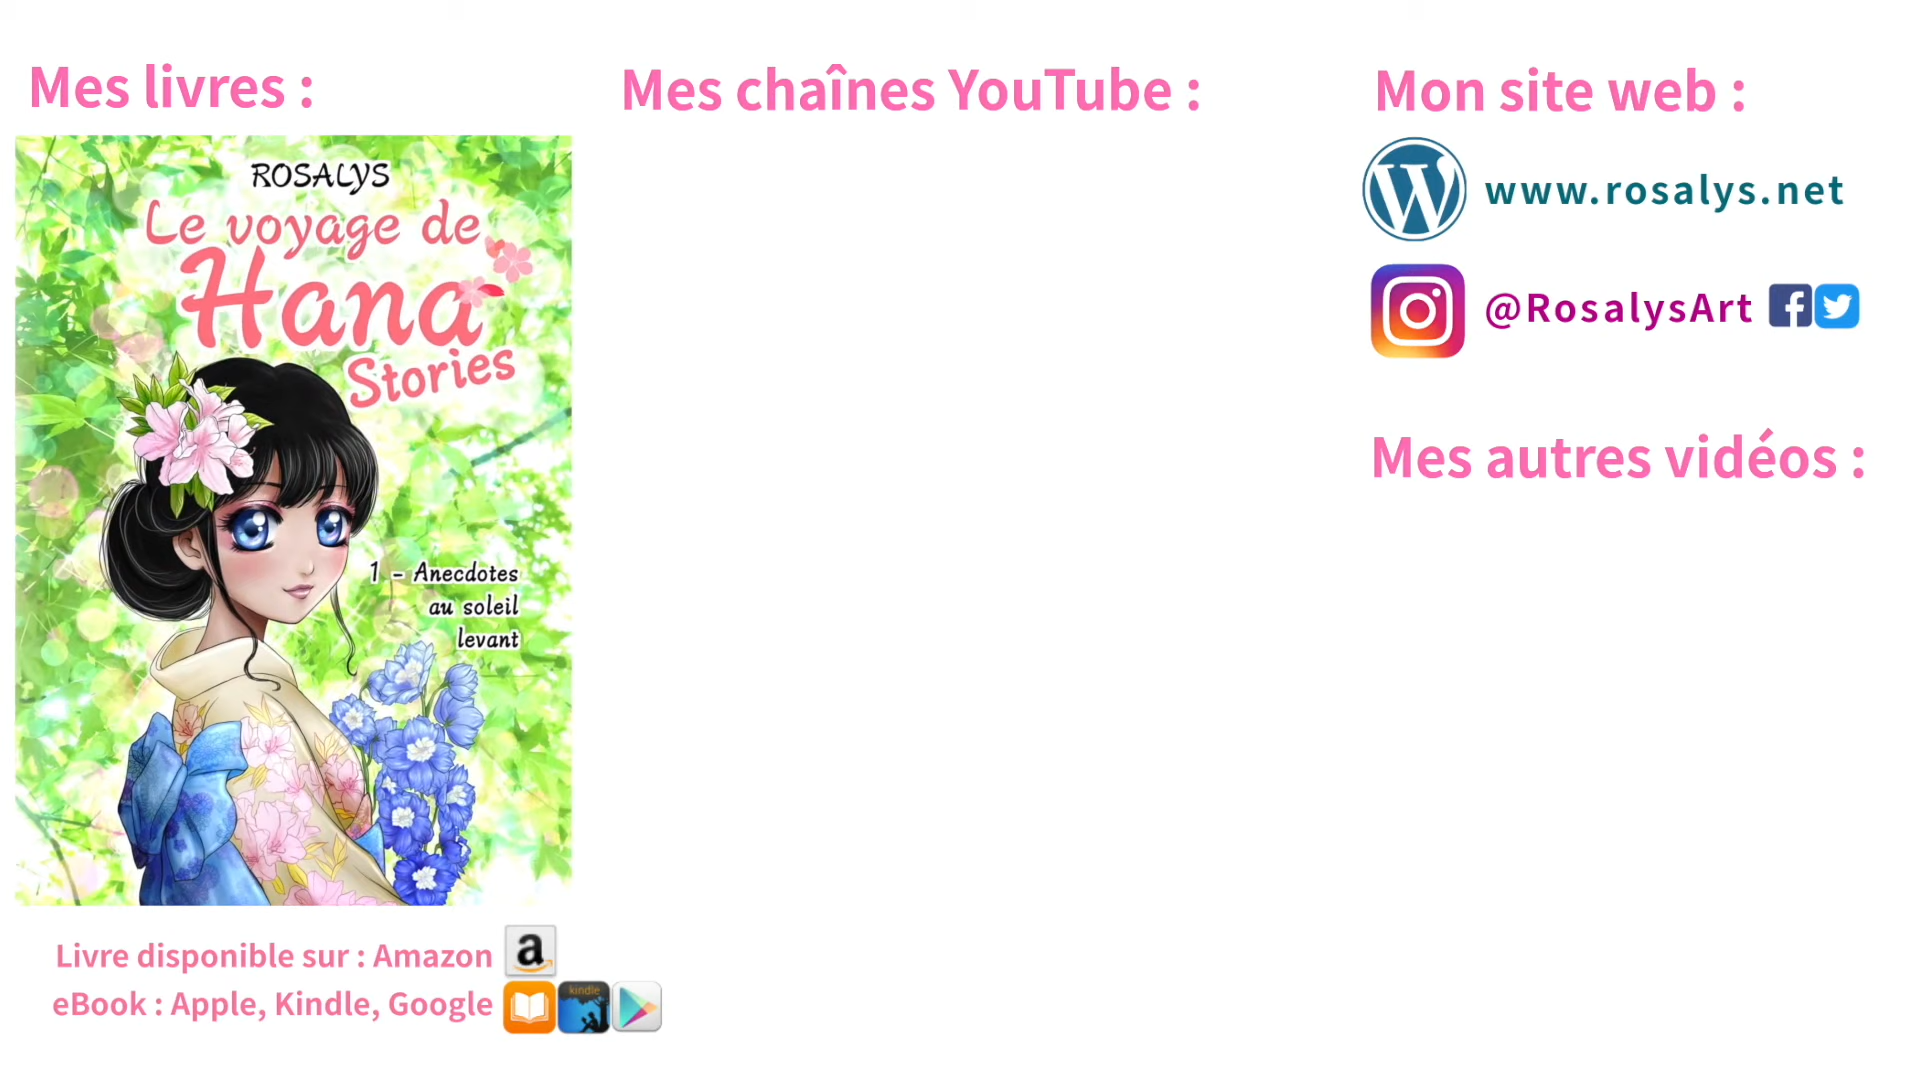 Mes livres :
ROSALYS
Le voyage de
Hana
Stories
1 - Anecdotes
au soleil
levant
Livre disponible sur : Amazon
a
eBook : Apple, Kindle, Google
kindle
Mes chaînes YouTube :
Mon site web :
W
www.rosalys.net
@RosalysArt
f
Mes autres vidéos :